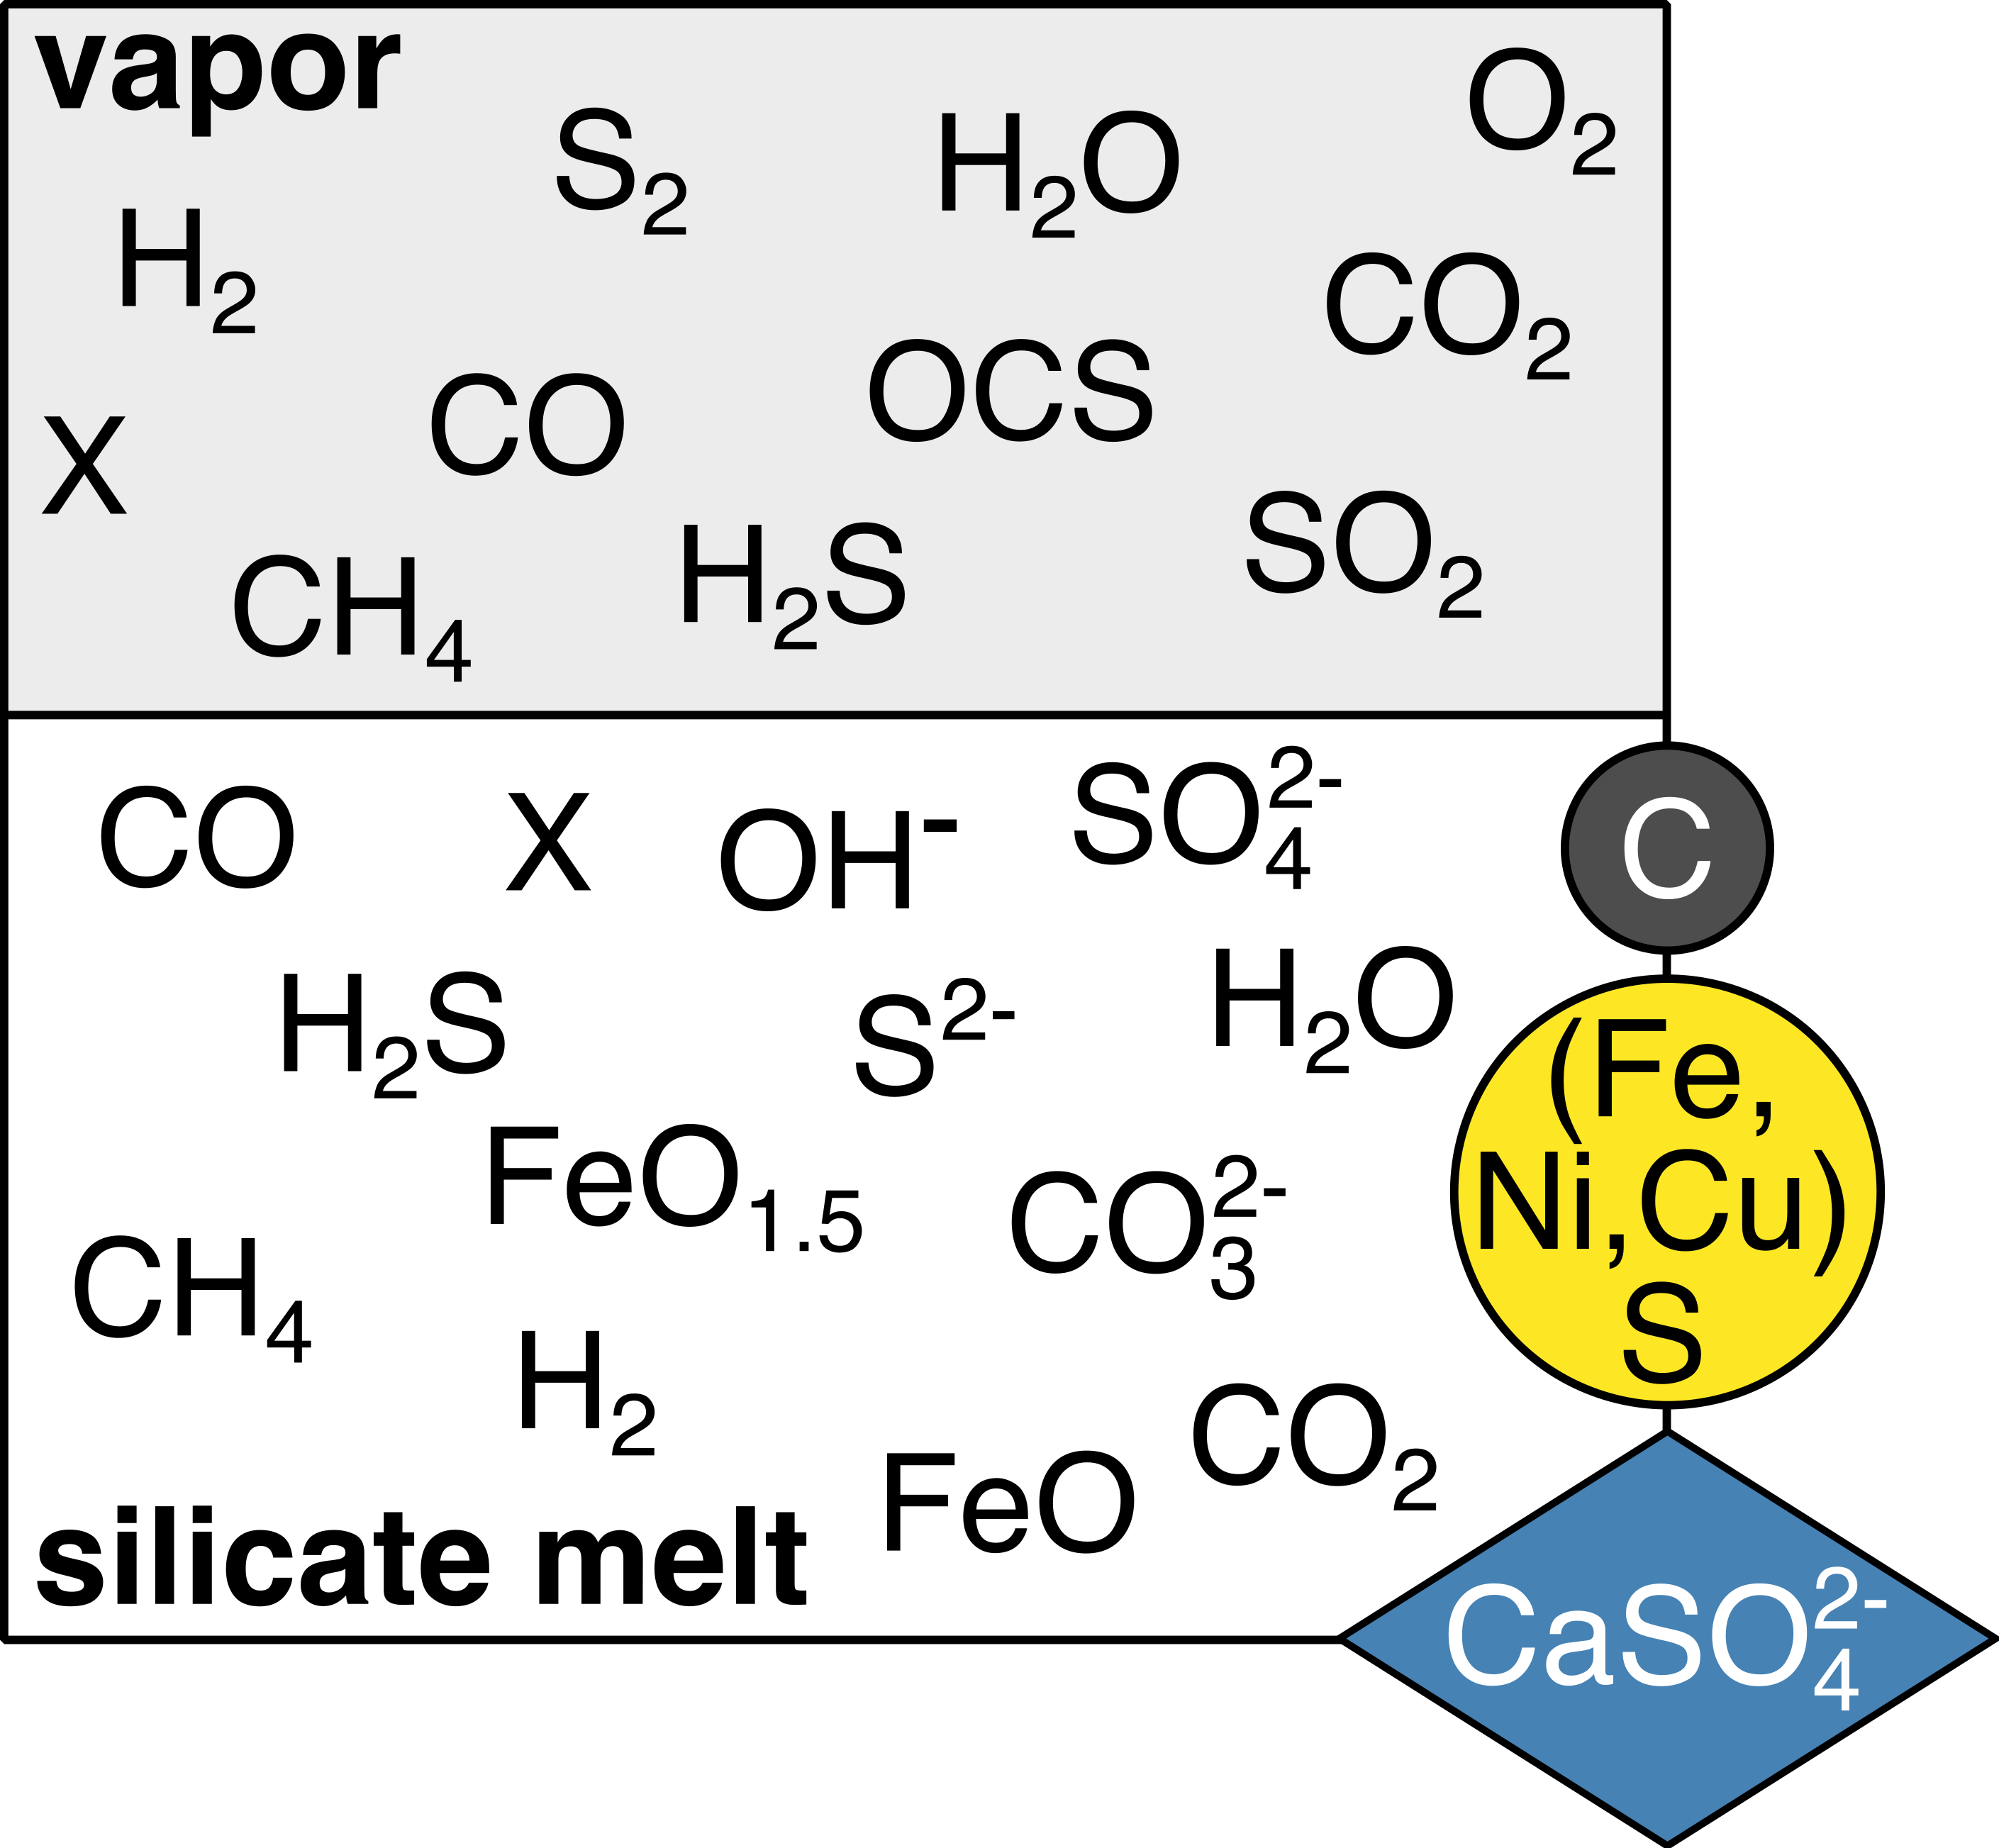 vapor
O₂
S₂
H₂O
H₂
CO₂
OCS
CO
X
SO₂
H₂S
CH₄
SO₄²⁻
CO
X
OH⁻
C
H₂O
H₂S
S²⁻
(Fe,
Ni,Cu)
S
FeO₁.₅
CO₃²⁻
CH₄
H₂
CO₂
FeO
silicate melt
CaSO₄²⁻